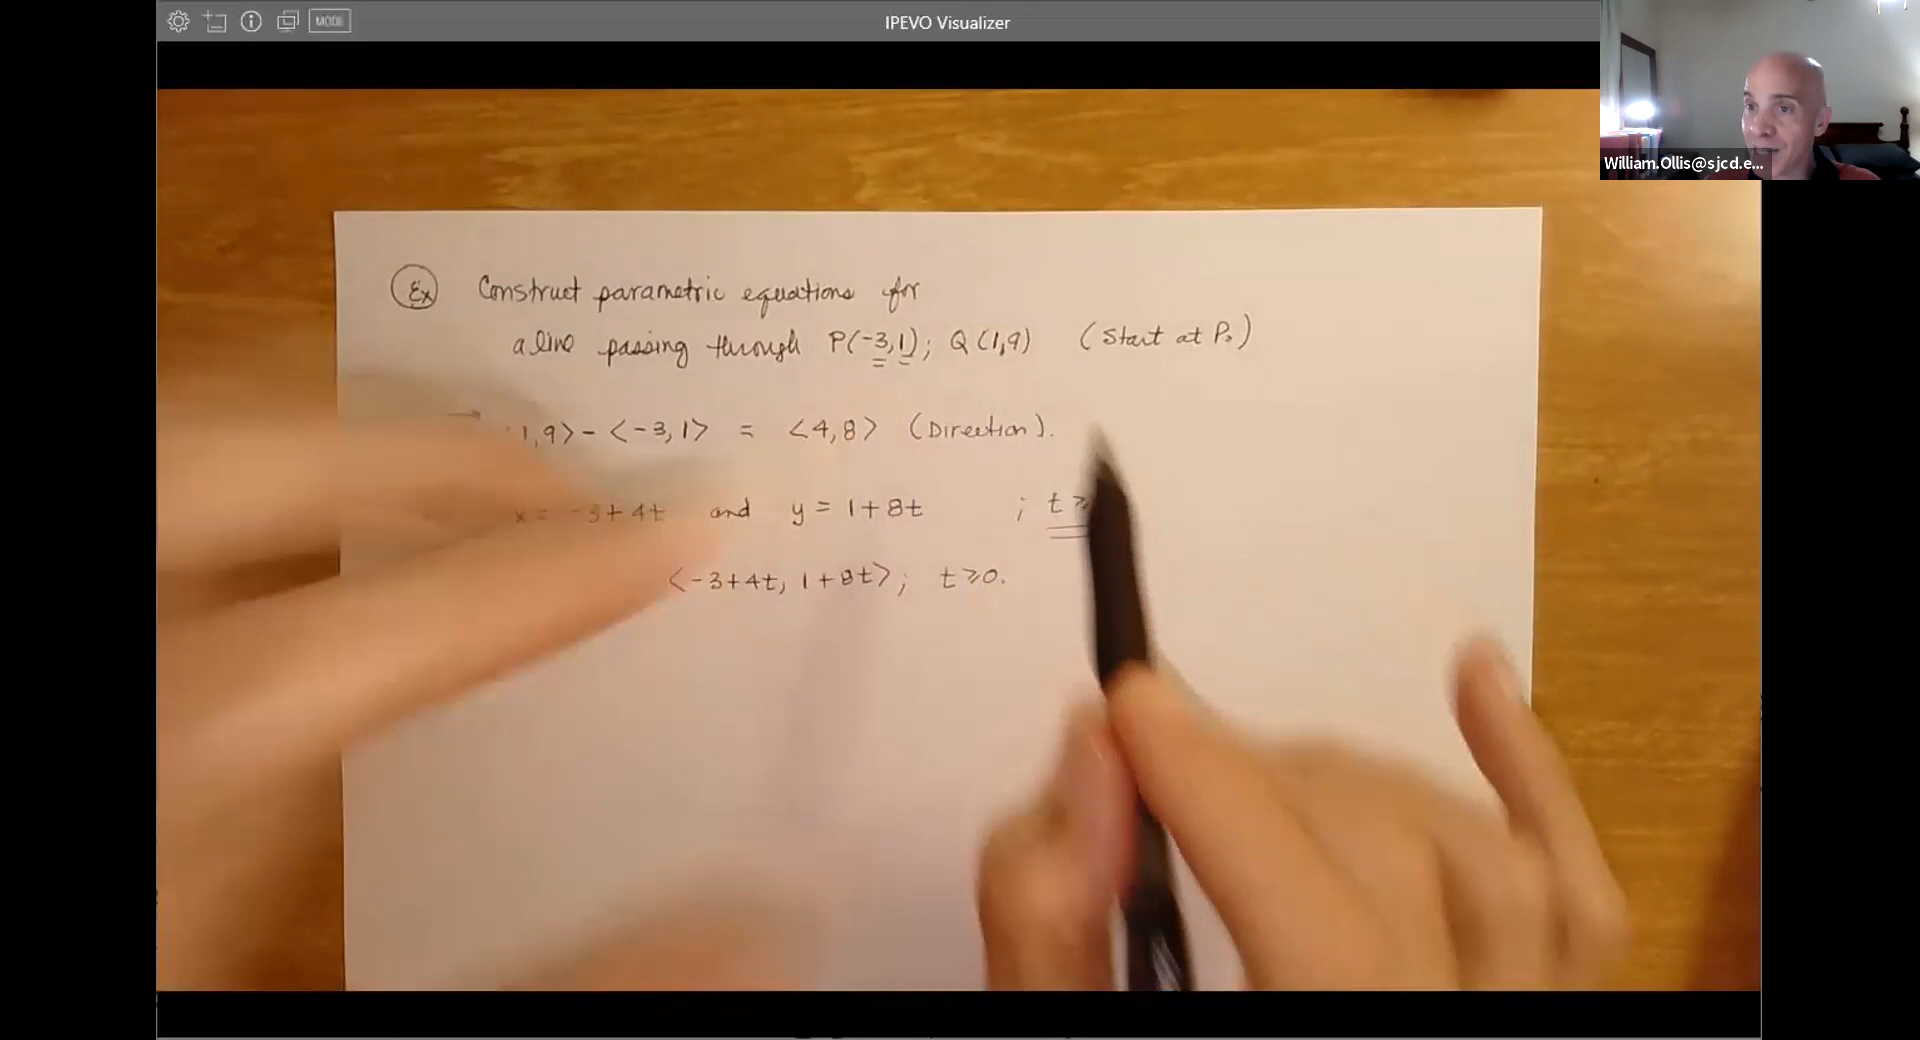 MODE
IPEVO Visualizer
William.Ollis@sjcd.e...
Ex Construct parametric equations for
a line passing through P(-3,1); Q(1,9) (Start at P.)
1,9> - <-3,1> = <4,8> (Direction).
x = -3+4t and y = 1+8t ; t ≥
<-3+4t, 1+8t>; t≥0.